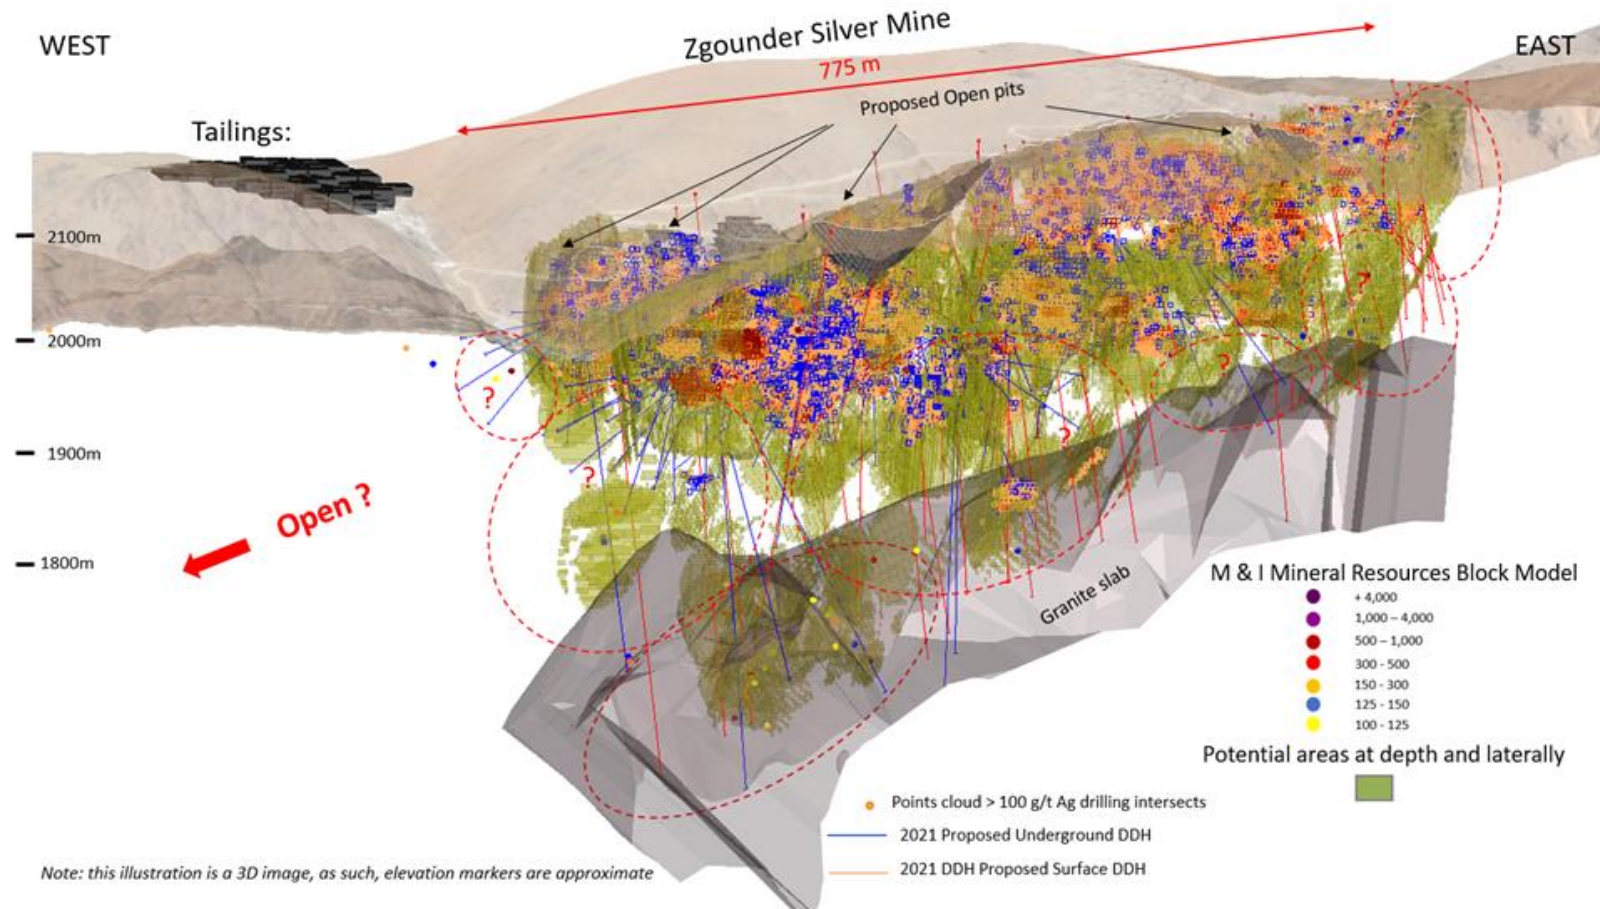 WEST
Zgounder Silver Mine
EAST
775 m
Proposed Open pits
Tailings:
2100m
2000m
1900m
1800m
?
?
?
?
?
Open ?
Granite slab
M & I Mineral Resources Block Model
+ 4,000
1,000 – 4,000
500 – 1,000
300 - 500
150 - 300
125 - 150
100 - 125
Potential areas at depth and laterally
Points cloud > 100 g/t Ag drilling intersects
2021 Proposed Underground DDH
2021 DDH Proposed Surface DDH
Note: this illustration is a 3D image, as such, elevation markers are approximate